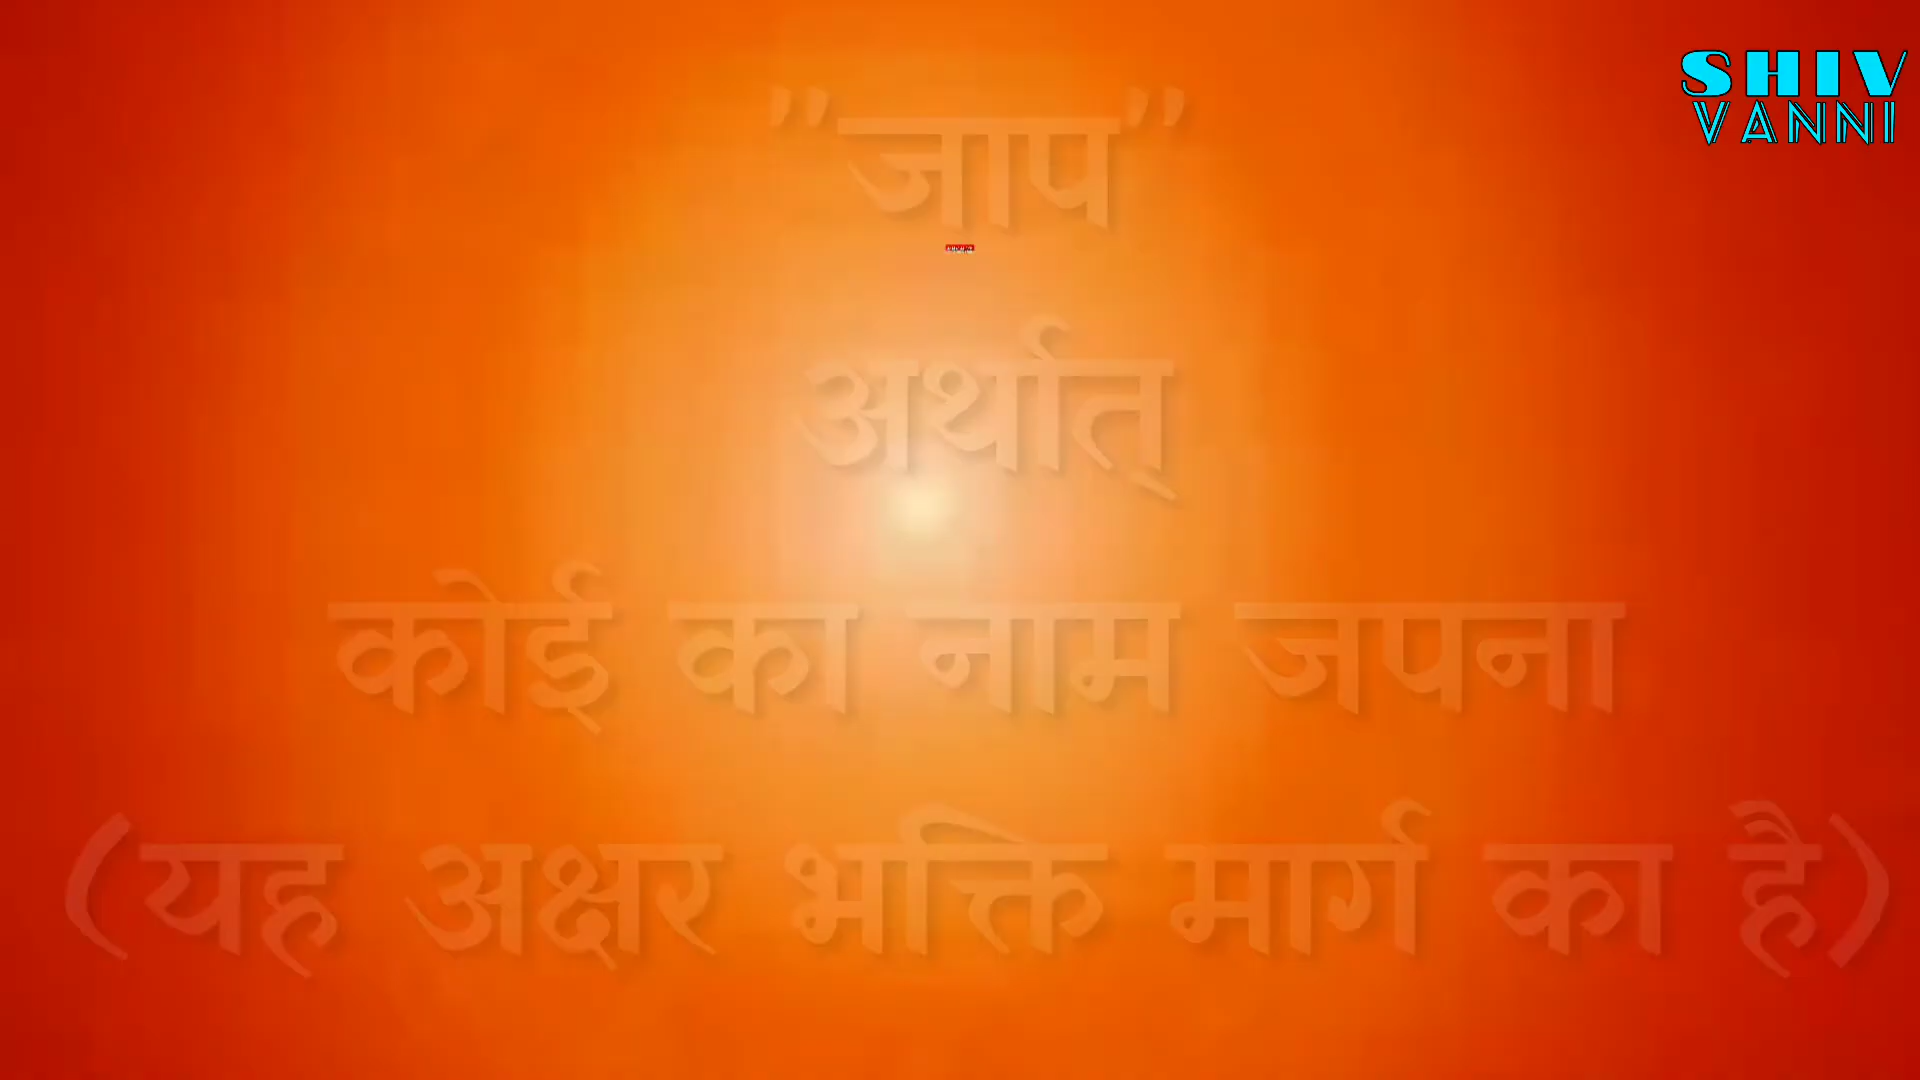 SHIV
VANNI
"जाप"
अर्थात्
कोई का नाम जपना
(यह अक्षर भक्ति मार्ग का है)